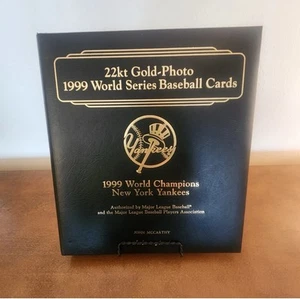 22kt Gold-Photo
1999 World Series Baseball Cards
Yankees
1999 World Champions
New York Yankees
Authorized by Major League Baseball®
and the Major League Baseball Players Association
MCCARTHY